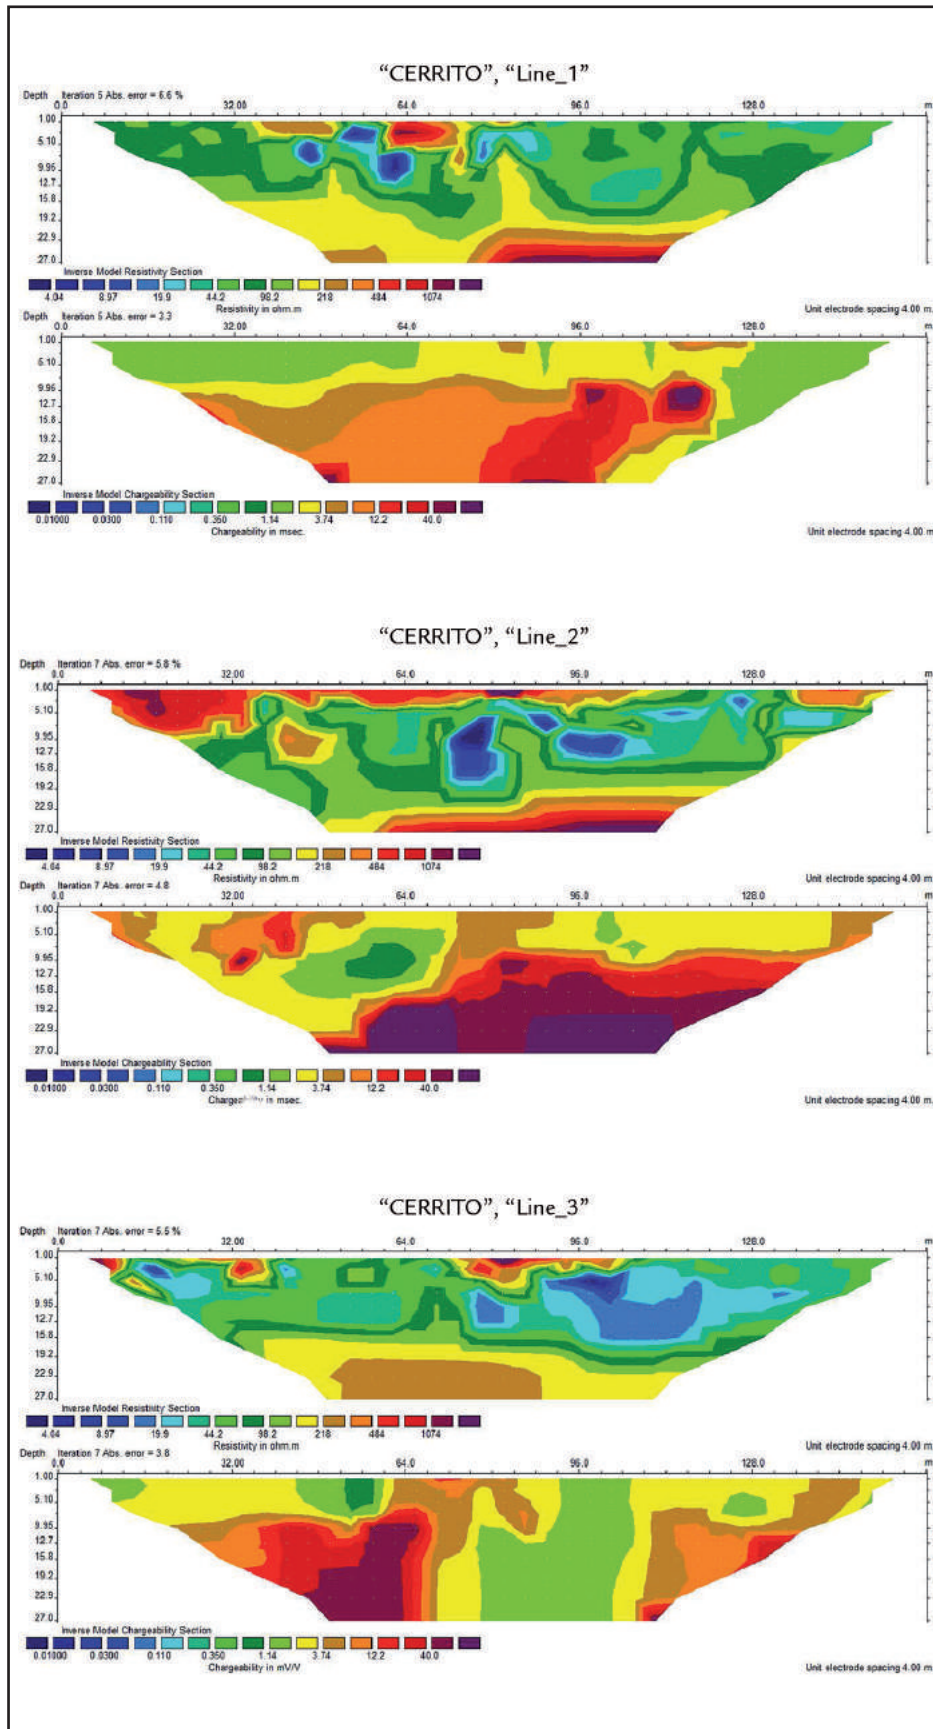 “CERRITO”, “Line_1”
Depth Iteration 5 Abs. error = 6.6 %
0.0 32.00 64.0 96.0 128.0 m
1.00
5.10
9.95
12.7
15.8
19.2
22.9
27.0
Inverse Model Resistivity Section
4.04 8.97 19.9 44.2 98.2 218 484 1074
Resistivity in ohm.m
Unit electrode spacing 4.00 m.
Depth Iteration 5 Abs. error = 2.3
0.0 32.00 64.0 96.0 128.0 m
1.00
5.10
9.95
12.7
15.8
19.2
22.9
27.0
Inverse Model Chargeability Section
0.01000 0.0300 0.110 0.350 1.14 3.74 12.2 40.0
Chargeability in msec.
Unit electrode spacing 4.00 m
“CERRITO”, “Line_2”
Depth Iteration 7 Abs. error = 5.8 %
0.0 32.00 64.0 96.0 128.0 m
1.00
5.10
9.95
12.7
15.8
19.2
22.9
27.0
Inverse Model Resistivity Section
4.04 8.97 19.9 44.2 98.2 218 484 1074
Resistivity in ohm.m
Unit electrode spacing 4.00 m.
Depth Iteration 7 Abs. error = 4.8
0.0 32.00 64.0 96.0 128.0 m
1.00
5.10
9.95
12.7
15.8
19.2
22.9
27.0
Inverse Model Chargeability Section
0.01000 0.0300 0.110 0.350 1.14 3.74 12.2 40.0
Chargeability in msec.
Unit electrode spacing 4.00 m.
“CERRITO”, “Line_3”
Depth Iteration 7 Abs. error = 5.5 %
0.0 32.00 64.0 96.0 128.0 m
1.00
5.10
9.95
12.7
15.8
19.2
22.9
27.0
Inverse Model Resistivity Section
4.04 8.97 19.9 44.2 98.2 218 484 1074
Resistivity in ohm.m
Unit electrode spacing 4.00 m.
Depth Iteration 7 Abs. error = 3.8
0.0 32.00 64.0 96.0 128.0 m
1.00
5.10
9.95
12.7
15.8
19.2
22.9
27.0
Inverse Model Chargeability Section
0.01000 0.0300 0.110 0.350 1.14 3.74 12.2 40.0
Chargeability in mV/V
Unit electrode spacing 4.00 m.